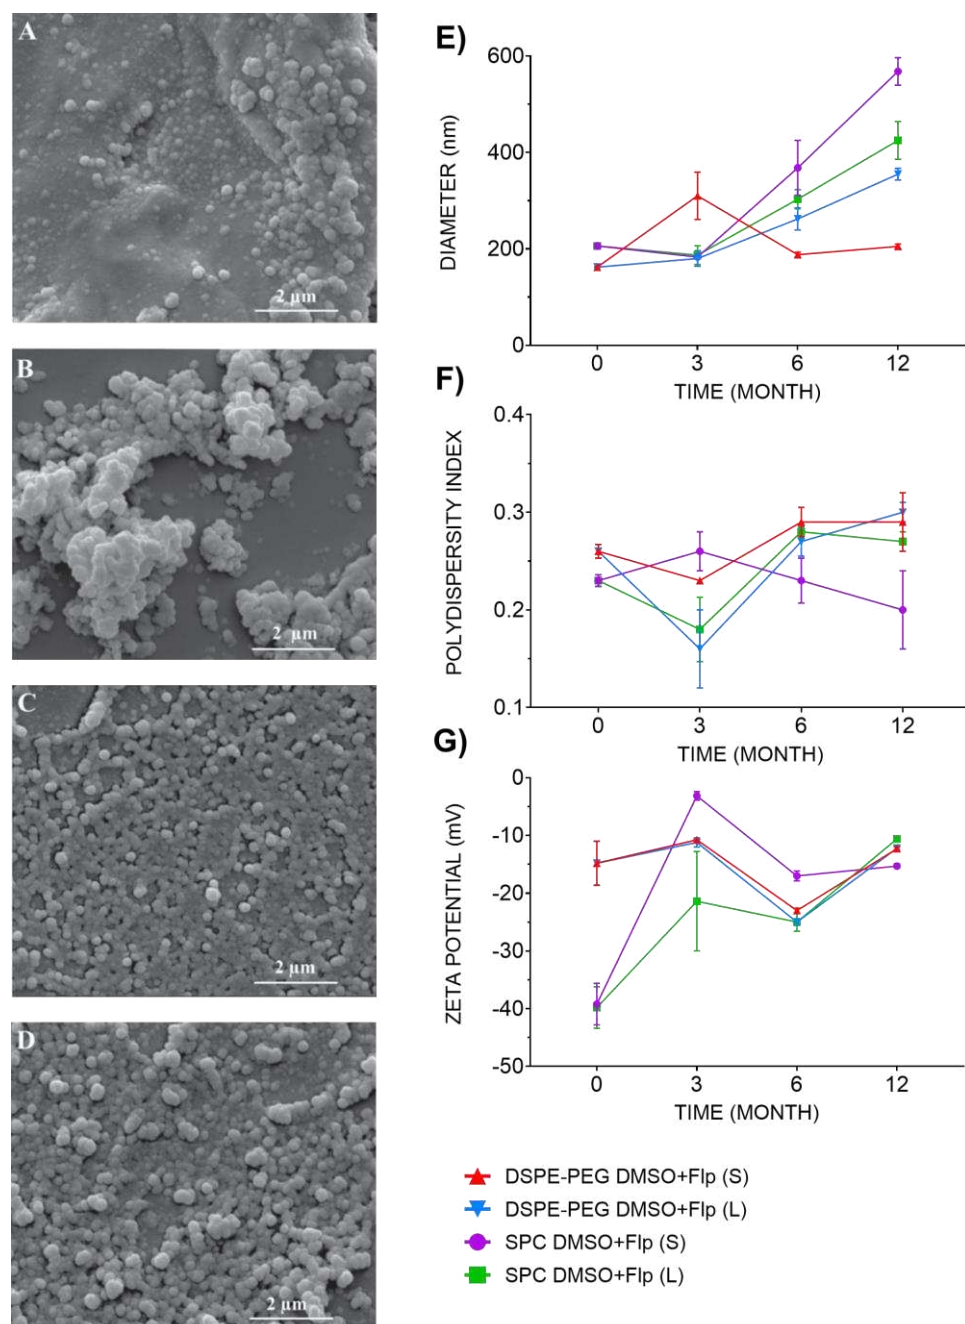 A
2 µm
B
2 µm
C
2 µm
D
2 µm
E)
600
400
200
0
DIAMETER (nm)
0 3 6 12
TIME (MONTH)
F)
0.4
0.3
0.2
0.1
POLYDISPERSITY INDEX
0 3 6 12
TIME (MONTH)
G)
0
-10
-20
-30
-40
-50
ZETA POTENTIAL (mV)
0 3 6 12
TIME (MONTH)
DSPE-PEG DMSO+Flp (S)
DSPE-PEG DMSO+Flp (L)
SPC DMSO+Flp (S)
SPC DMSO+Flp (L)